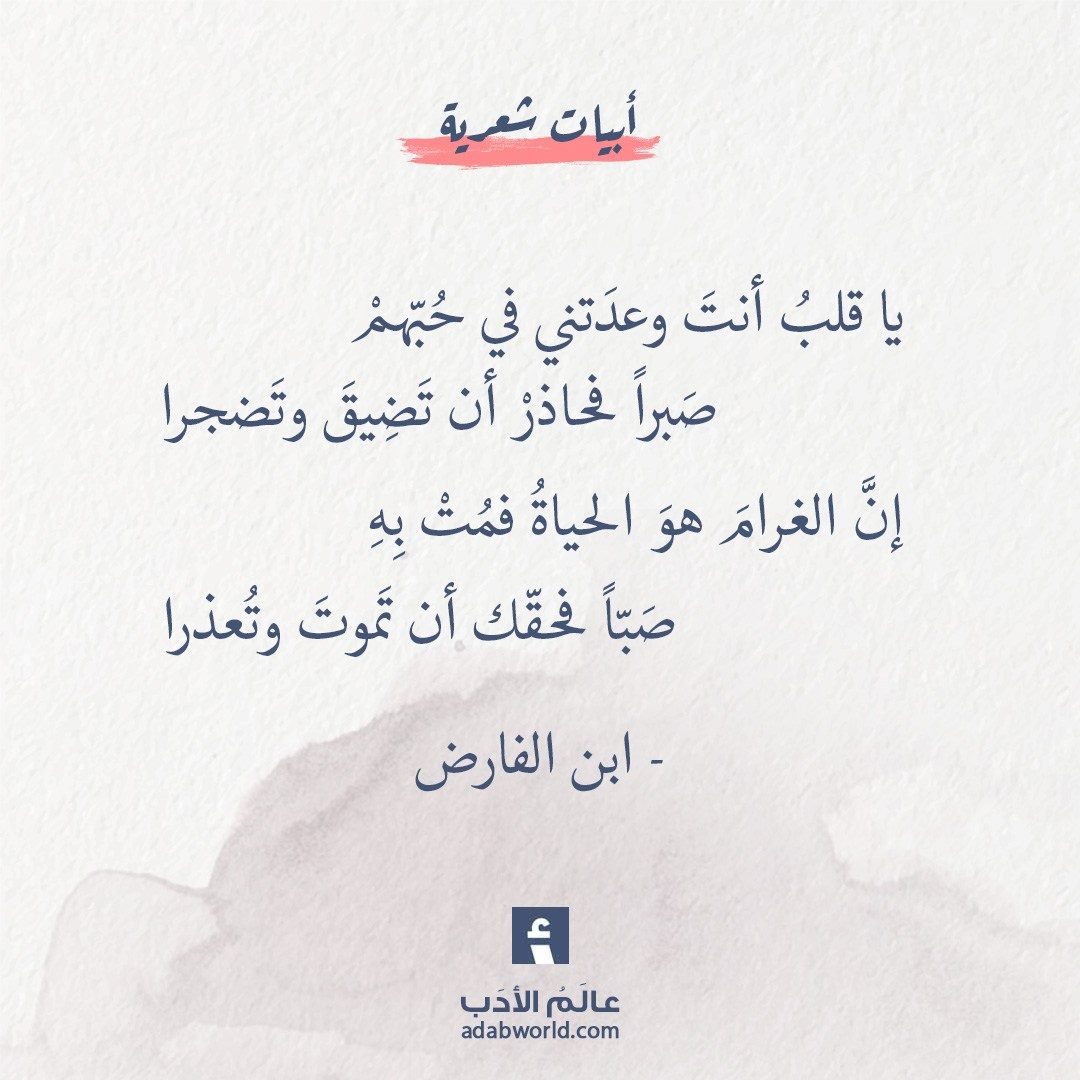 أبيات شعرية
يا قلبُ أنتَ وعدَتني في حُبّهمْ
صَبراً فحاذرْ أن تَضِيقَ وتَضجرا
إنَّ الغرامَ هوَ الحياةُ فمُتْ بِهِ
صَبّاً فحقّك أن تَموتَ وتُعذرا
- ابن الفارض
أ
عالَمُ الأدَب
adabworld.com